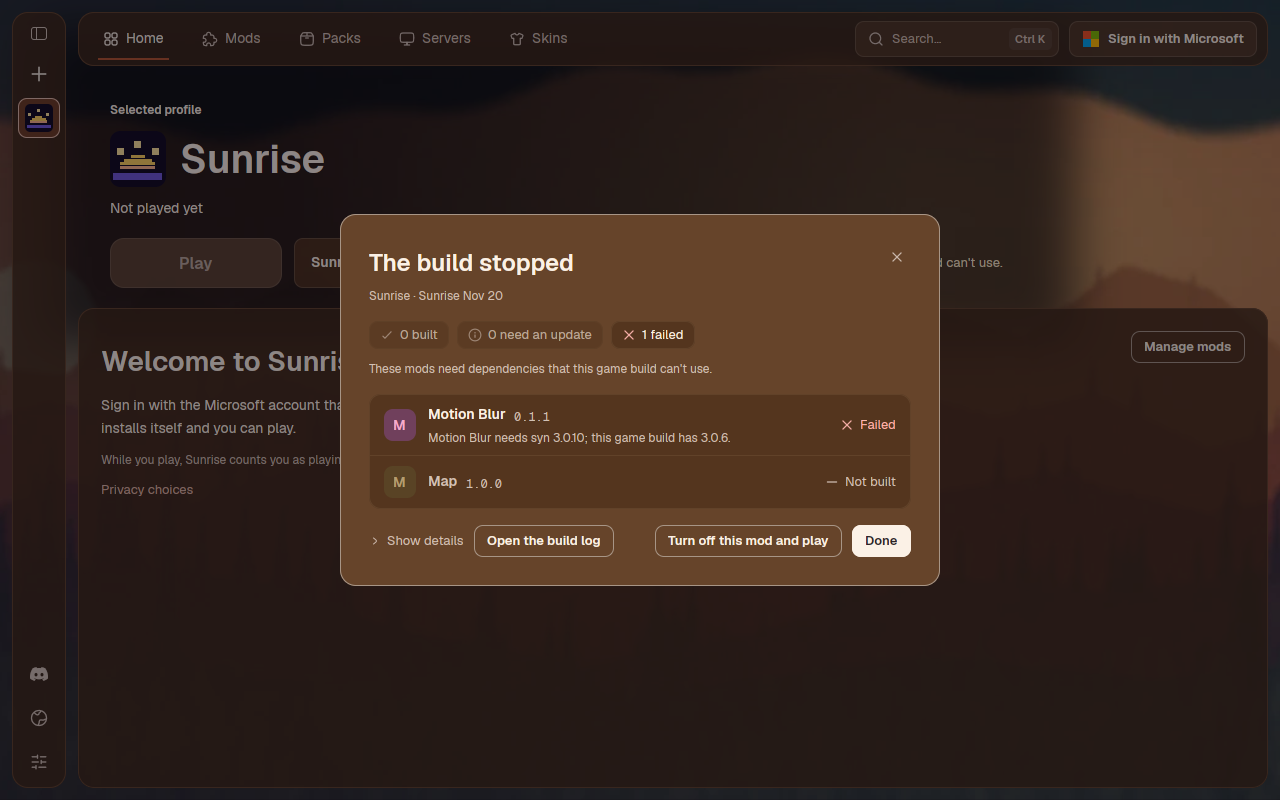 Home
Mods
Packs
Servers
Skins
Search...
Ctrl K
Sign in with Microsoft
Selected profile
Sunrise
Not played yet
Play
The build stopped
Sunrise · Sunrise Nov 20
0 built
0 need an update
1 failed
These mods need dependencies that this game build can't use.
can't use.
Welcome to
Manage mods
Sign in with the Microsoft account
installs itself and you can play.
While you play, Sunrise counts you as
Privacy choices
M
Motion Blur 0.1.1
Motion Blur needs syn 3.0.10; this game build has 3.0.6.
Failed
M
Map 1.0.0
Not built
Show details
Open the build log
Turn off this mod and play
Done